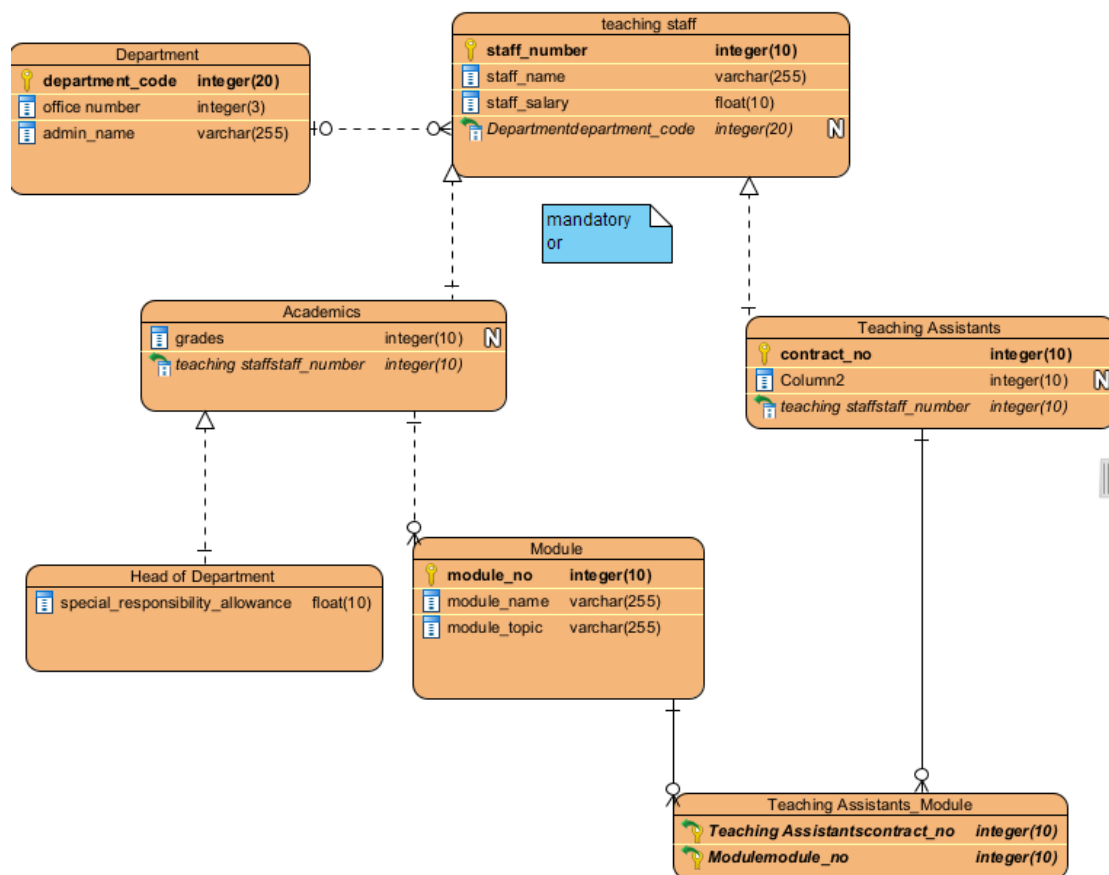 Department
department_code integer(20)
office number integer(3)
admin_name varchar(255)
teaching staff
staff_number integer(10)
staff_name varchar(255)
staff_salary float(10)
Departmentdepartment_code integer(20) N
mandatory
or
Academics
grades integer(10) N
teaching staffstaff_number integer(10)
Teaching Assistants
contract_no integer(10)
Column2 integer(10) N
teaching staffstaff_number integer(10)
Head of Department
special_responsibility_allowance float(10)
Module
module_no integer(10)
module_name varchar(255)
module_topic varchar(255)
Teaching Assistants_Module
Teaching Assistantscontract_no integer(10)
Modulemodule_no integer(10)